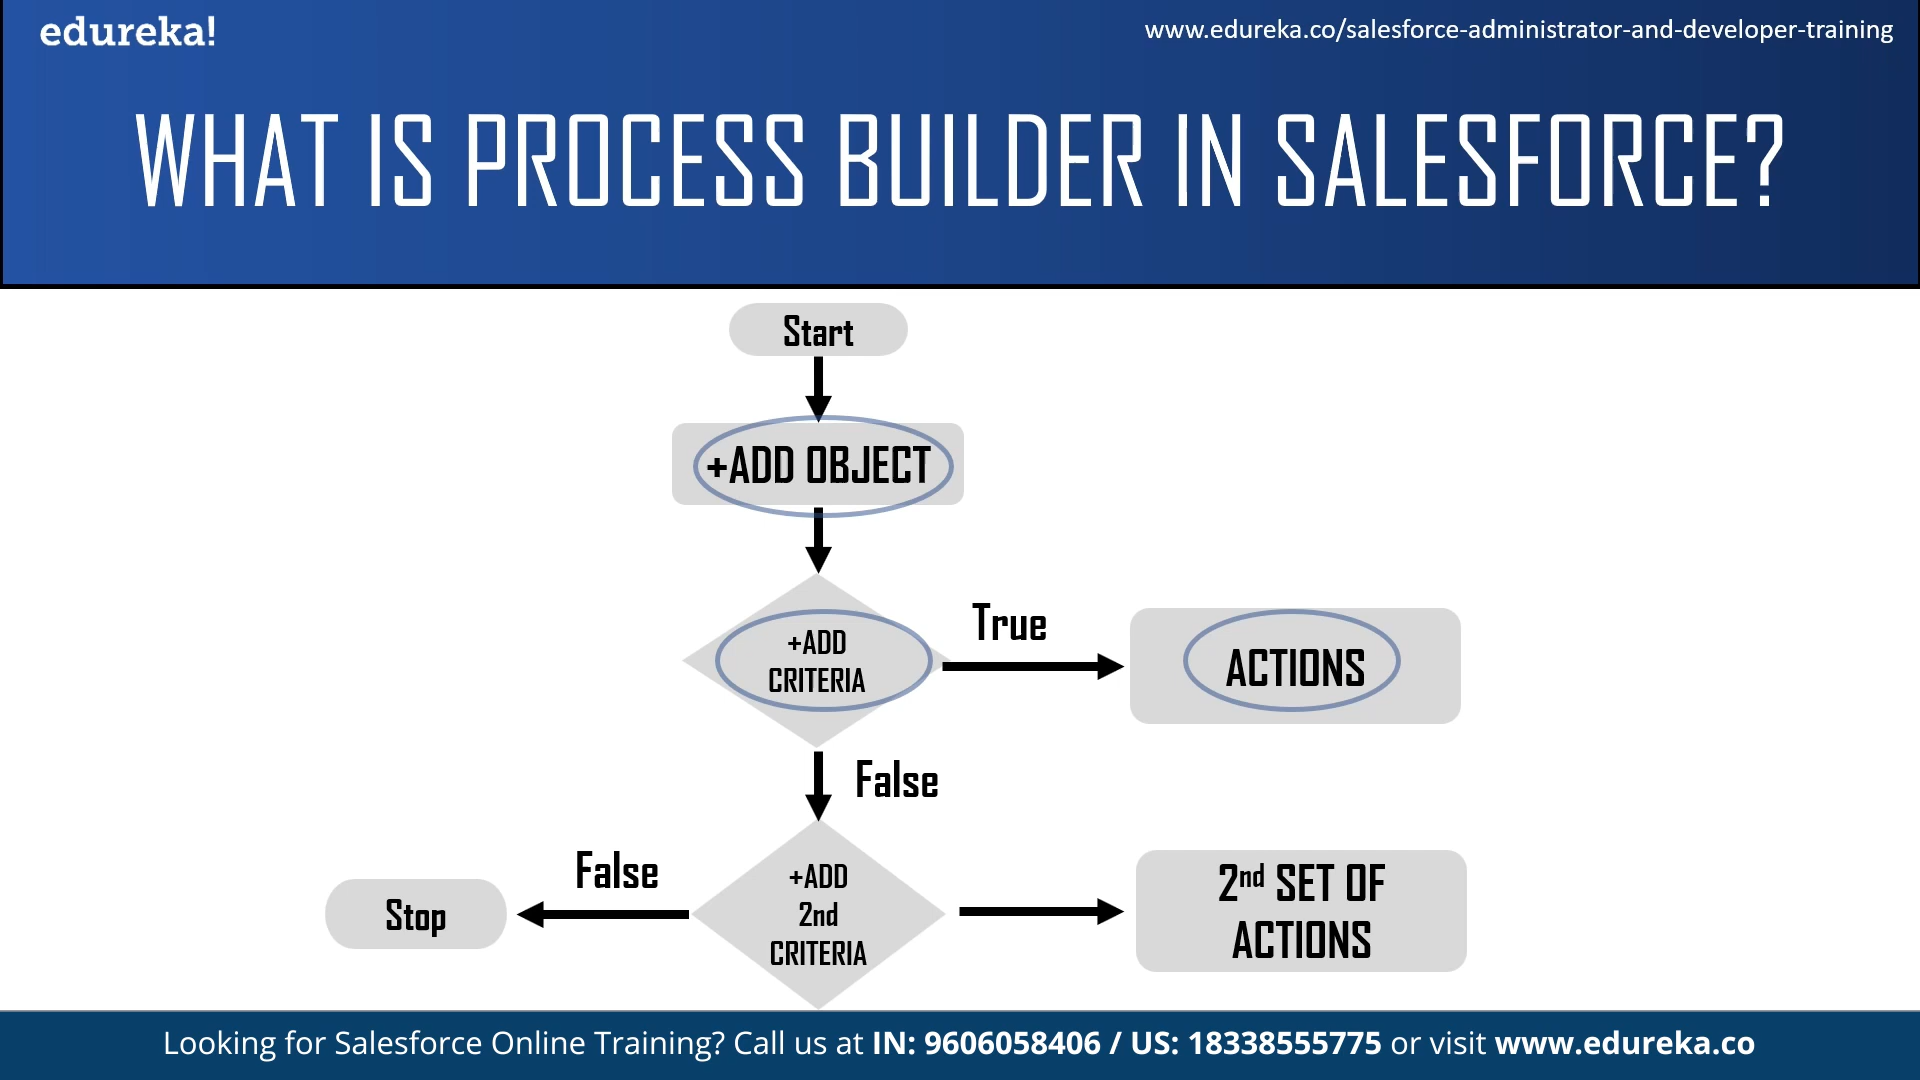 edureka!
www.edureka.co/salesforce-administrator-and-developer-training
WHAT IS PROCESS BUILDER IN SALESFORCE?
Start
+ADD OBJECT
+ADD
CRITERIA
True
ACTIONS
False
+ADD
2nd
CRITERIA
False
Stop
2nd SET OF
ACTIONS
Looking for Salesforce Online Training? Call us at IN: 9606058406 / US: 18338555775 or visit www.edureka.co